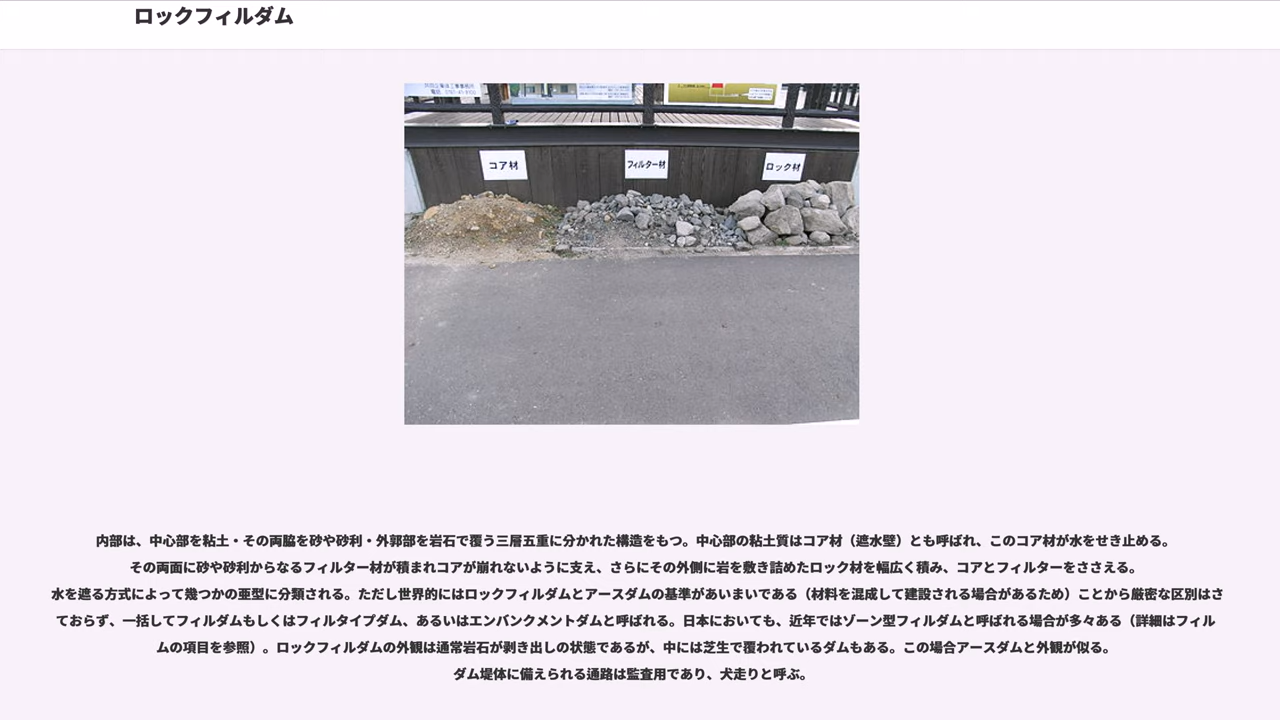 ロックフィルダム
コア材
フィルター材
ロック材
内部は、中心部を粘土・その両脇を砂や砂利・外郭部を岩石で覆う三層五重に分かれた構造をもつ。中心部の粘土質はコア材（遮水壁）とも呼ばれ、このコア材が水をせき止める。
その両面に砂や砂利からなるフィルター材が積まれコアが崩れないように支え、さらにその外側に岩を敷き詰めたロック材を幅広く積み、コアとフィルターをささえる。
水を遮る方式によって幾つかの亜型に分類される。ただし世界的にはロックフィルダムとアースダムの基準があいまいである（材料を混成して建設される場合があるため）ことから厳密な区別はさ
ておらず、一括してフィルダムもしくはフィルタイプダム、あるいはエンバンクメントダムと呼ばれる。日本においても、近年ではゾーン型フィルダムと呼ばれる場合が多々ある（詳細はフィル
ムの項目を参照）。ロックフィルダムの外観は通常岩石が剥き出しの状態であるが、中には芝生で覆われているダムもある。この場合アースダムと外観が似る。
ダム堤体に備えられる通路は監査用であり、犬走りと呼ぶ。